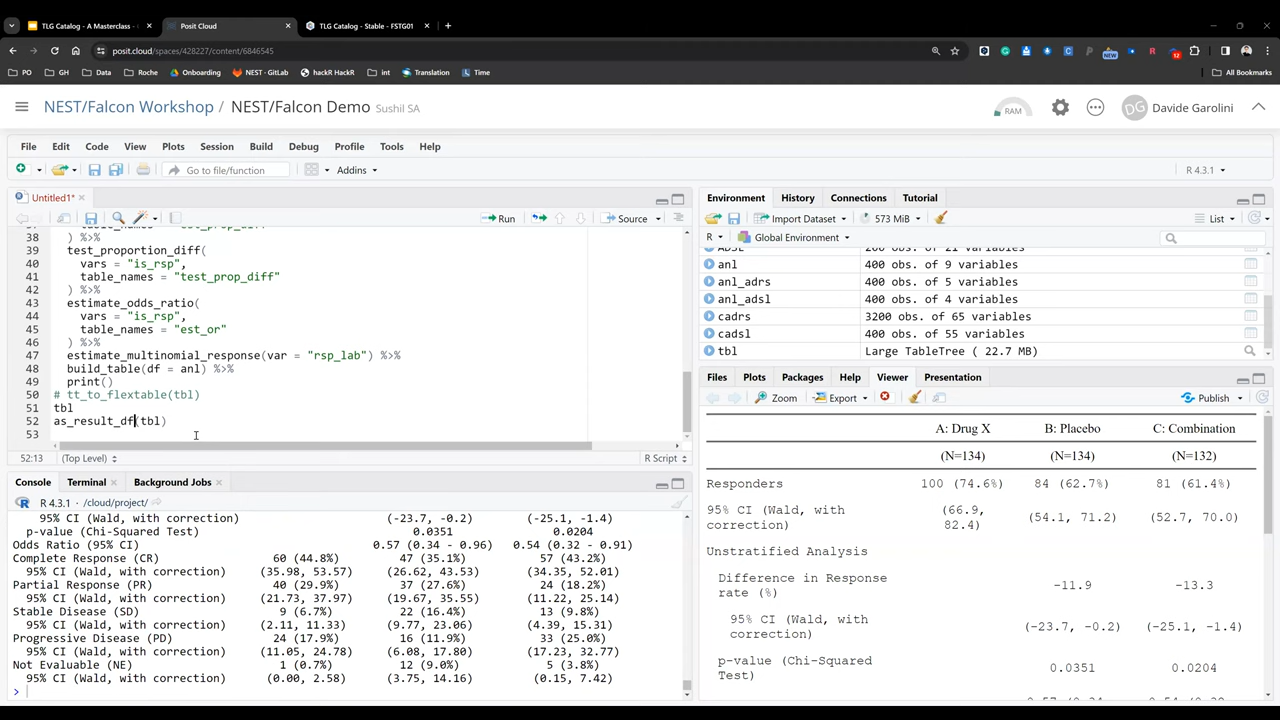 TLG Catalog - A Masterclass -
Posit Cloud
TLG Catalog - Stable - FSTG01
posit.cloud/spaces/428227/content/6846545
PO
GH
Data
Roche
Onboarding
NEST - GitLab
hackR HackR
int
Translation
Time
All Bookmarks
NEST/Falcon Workshop / NEST/Falcon Demo Sushil SA
RAM
DG
Davide Garolini
File Edit Code View Plots Session Build Debug Profile Tools Help
Go to file/function
Addins
R 4.3.1
Untitled1*
Run
Source
38 ) %>%
39 test_proportion_diff(
40 vars = "is_rsp",
41 table_names = "test_prop_diff"
42 ) %>%
43 estimate_odds_ratio(
44 vars = "is_rsp",
45 table_names = "est_or"
46 ) %>%
47 estimate_multinomial_response(var = "rsp_lab") %>%
48 build_table(df = anl) %>%
49 print()
50 # tt_to_flextable(tbl)
51 tbl
52 as_result_df(tbl)
53
52:13 (Top Level) R Script
Console Terminal Background Jobs
R 4.3.1 · /cloud/project/
95% CI (Wald, with correction) (-23.7, -0.2) (-25.1, -1.4)
p-value (Chi-Squared Test) 0.0351 0.0204
Odds Ratio (95% CI) 0.57 (0.34 - 0.96) 0.54 (0.32 - 0.91)
Complete Response (CR) 60 (44.8%) 47 (35.1%) 57 (43.2%)
95% CI (Wald, with correction) (35.98, 53.57) (26.62, 43.53) (34.35, 52.01)
Partial Response (PR) 40 (29.9%) 37 (27.6%) 24 (18.2%)
95% CI (Wald, with correction) (21.73, 37.97) (19.67, 35.55) (11.22, 25.14)
Stable Disease (SD) 9 (6.7%) 22 (16.4%) 13 (9.8%)
95% CI (Wald, with correction) (2.11, 11.33) (9.77, 23.06) (4.39, 15.31)
Progressive Disease (PD) 24 (17.9%) 16 (11.9%) 33 (25.0%)
95% CI (Wald, with correction) (11.05, 24.78) (6.08, 17.80) (17.23, 32.77)
Not Evaluable (NE) 1 (0.7%) 12 (9.0%) 5 (3.8%)
95% CI (Wald, with correction) (0.00, 2.58) (3.75, 14.16) (0.15, 7.42)
>
Environment History Connections Tutorial
Import Dataset 573 MiB List
R Global Environment
anl 400 obs. of 9 variables
anl_adrs 400 obs. of 5 variables
anl_adsl 400 obs. of 4 variables
cadrs 3200 obs. of 65 variables
cadsl 400 obs. of 55 variables
tbl Large TableTree ( 22.7 MB)
Files Plots Packages Help Viewer Presentation
Zoom Export Publish
A: Drug X B: Placebo C: Combination
(N=134) (N=134) (N=132)
Responders 100 (74.6%) 84 (62.7%) 81 (61.4%)
95% CI (Wald, with correction) (66.9, 82.4) (54.1, 71.2) (52.7, 70.0)
Unstratified Analysis
Difference in Response rate (%) -11.9 -13.3
95% CI (Wald, with correction) (-23.7, -0.2) (-25.1, -1.4)
p-value (Chi-Squared Test) 0.0351 0.0204